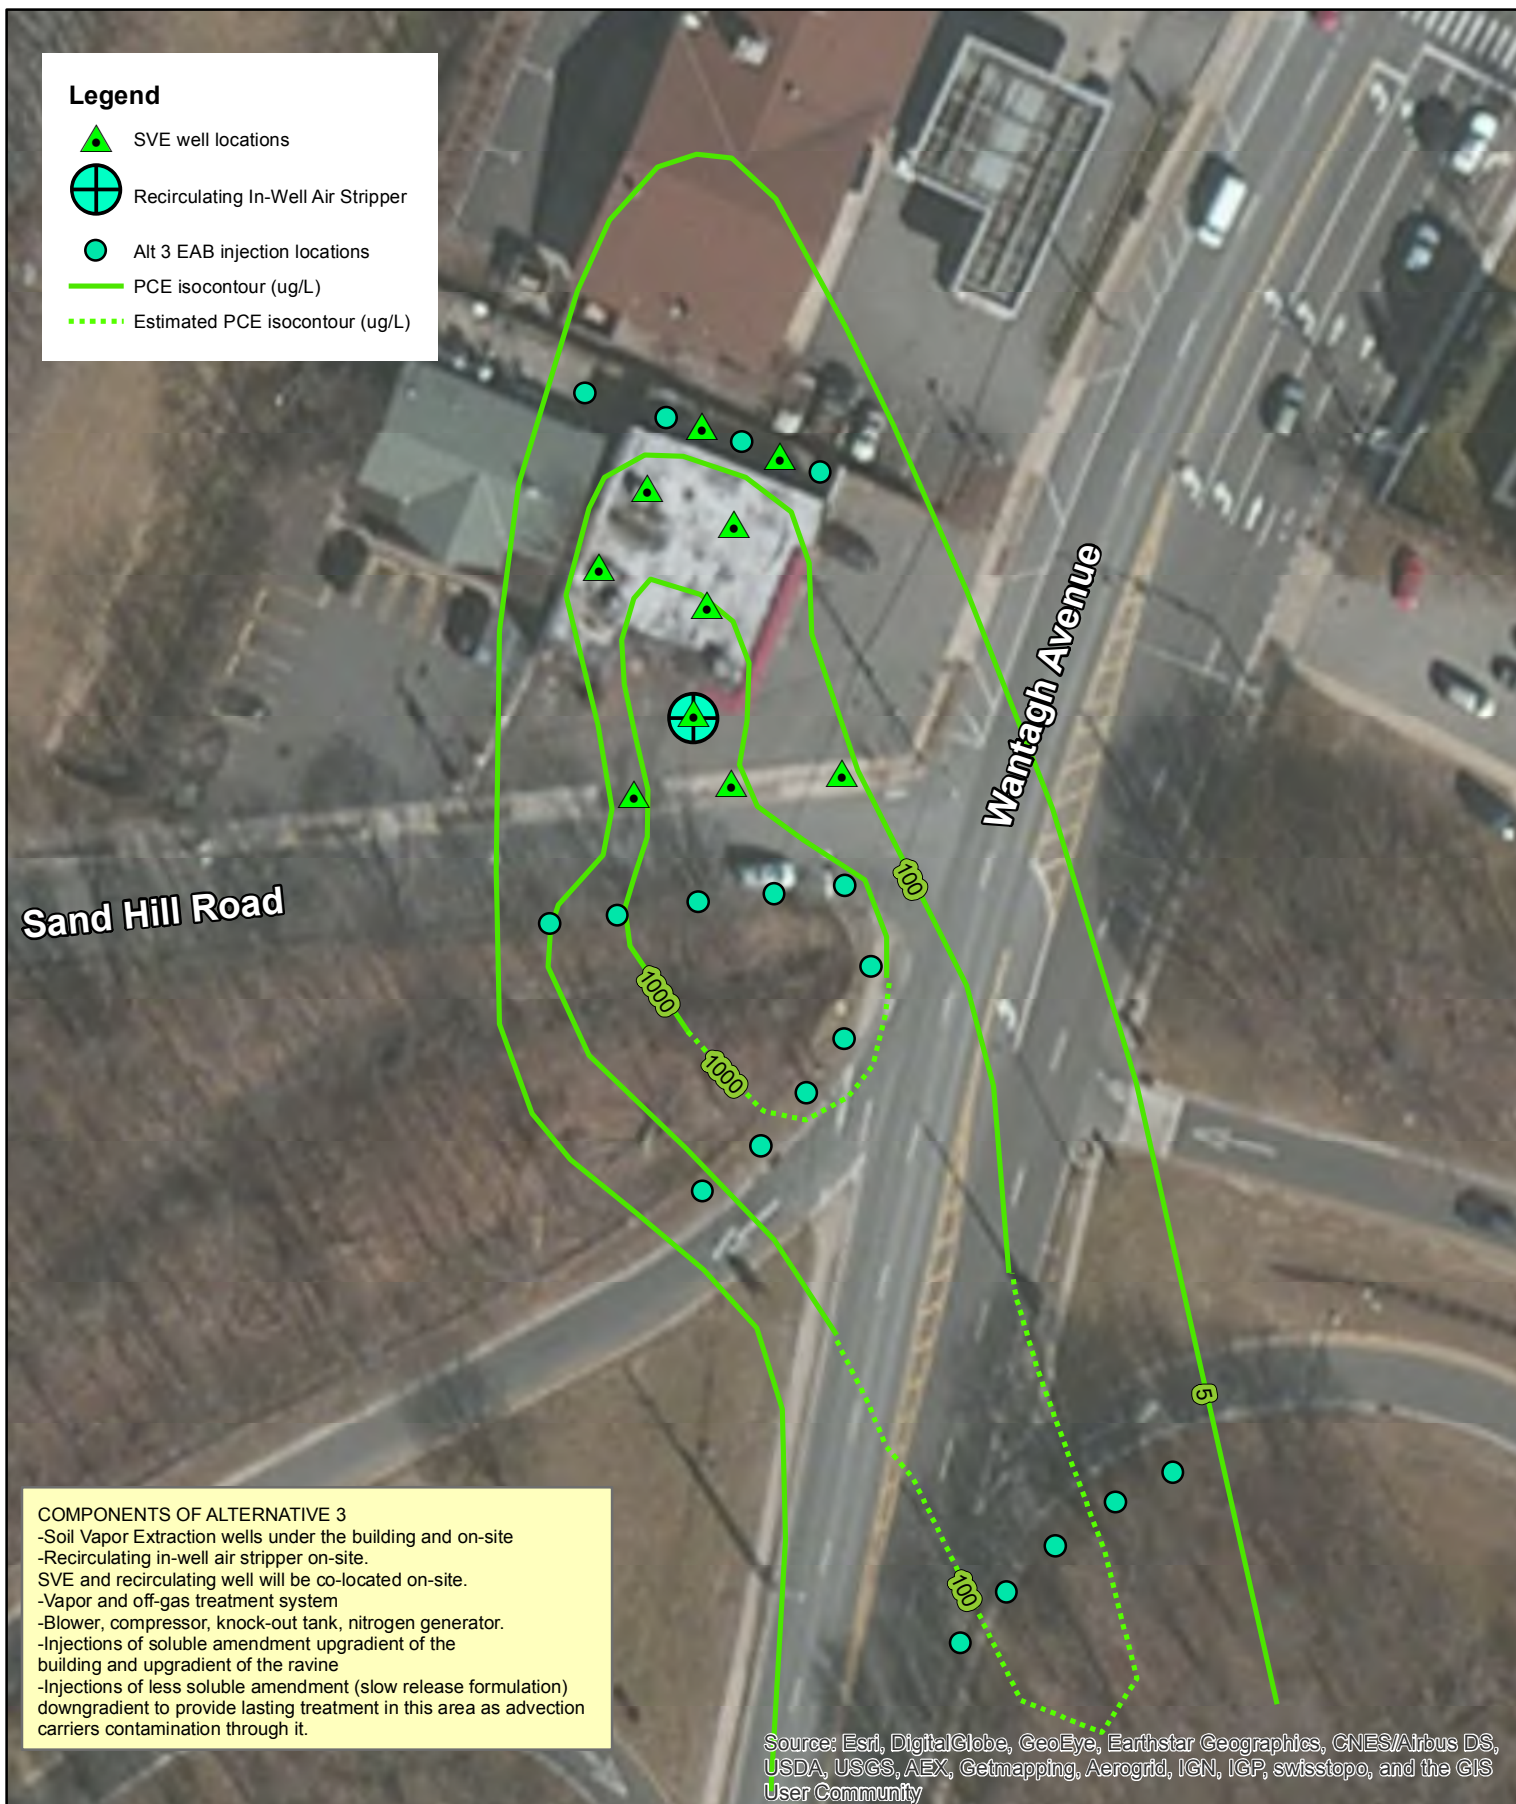 Legend
SVE well locations
Recirculating In-Well Air Stripper
Alt 3 EAB injection locations
PCE isocontour (ug/L)
Estimated PCE isocontour (ug/L)
Wantagh Avenue
100
Sand Hill Road
1000
1000
5
100
COMPONENTS OF ALTERNATIVE 3
-Soil Vapor Extraction wells under the building and on-site
-Recirculating in-well air stripper on-site.
SVE and recirculating well will be co-located on-site.
-Vapor and off-gas treatment system
-Blower, compressor, knock-out tank, nitrogen generator.
-Injections of soluble amendment upgradient of the
building and upgradient of the ravine
-Injections of less soluble amendment (slow release formulation)
downgradient to provide lasting treatment in this area as advection
carriers contamination through it.
Source: Esri, DigitalGlobe, GeoEye, Earthstar Geographics, CNES/Airbus DS,
USDA, USGS, AEX, Getmapping, Aerogrid, IGN, IGP, swisstopo, and the GIS
User Community